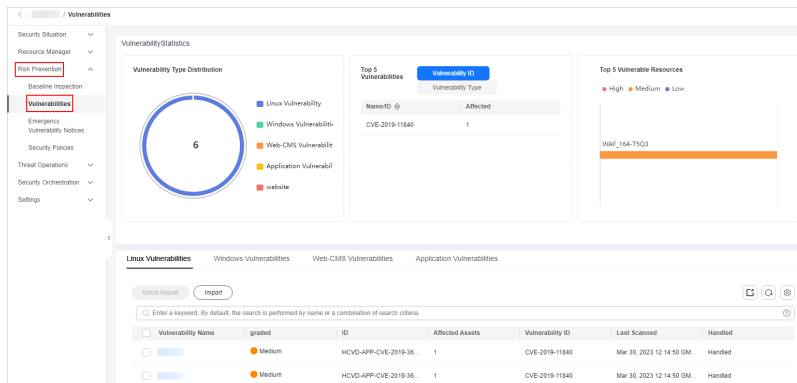 / Vulnerabilities
Security Situation
Resource Manager
Risk Prevention
Baseline Inspection
Vulnerabilities
Emergency
Vulnerability Notices
Security Policies
Threat Operations
Security Orchestration
Settings
VulnerabilityStatistics
Vulnerability Type Distribution
6
Linux Vulnerability
Windows Vulnerabilitie
Web-CMS Vulnerabilit
Application Vulnerabil
website
Top 5
Vulnerabilities
Vulnerability ID
Vulnerability Type
Name/ID Affected
CVE-2019-11840 1
Top 5 Vulnerable Resources
High Medium Low
WAF_164-T5Q3
Linux Vulnerabilities Windows Vulnerabilities Web-CMS Vulnerabilities Application Vulnerabilities
Batch Repair Import
Enter a keyword. By default, the search is performed by name or a combination of search criteria.
Vulnerability Name graded ID Affected Assets Vulnerability ID Last Scanned Handled
Medium HCVD-APP-CVE-2019-36... 1 CVE-2019-11840 Mar 30, 2023 12:14:50 GM... Handled
Medium HCVD-APP-CVE-2019-36... 1 CVE-2019-11840 Mar 30, 2023 12:14:50 GM... Handled